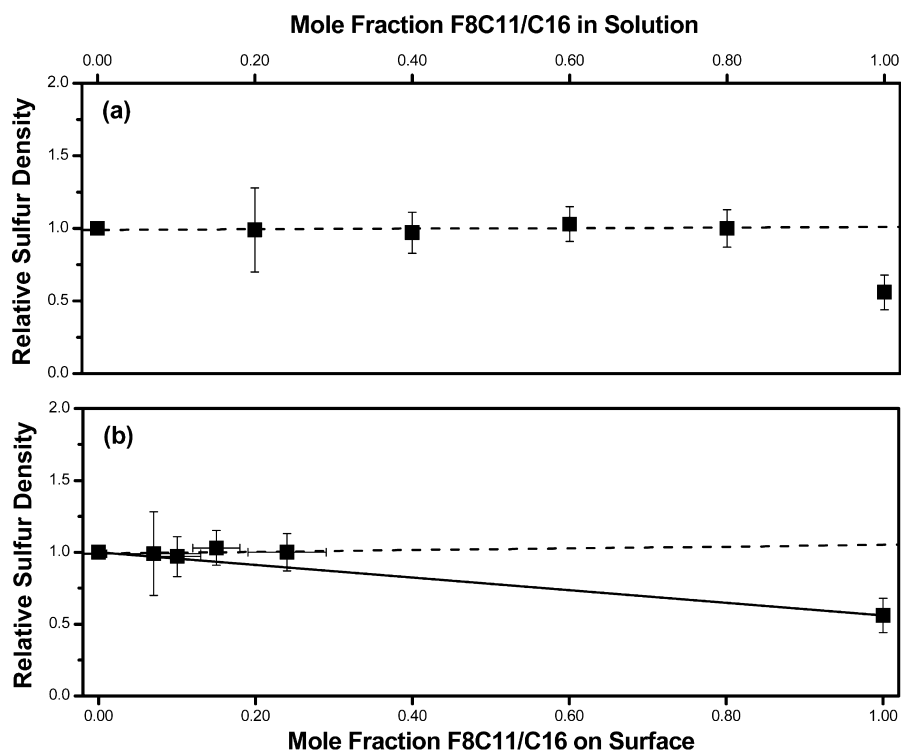 Mole Fraction F8C11/C16 in Solution
0.00 0.20 0.40 0.60 0.80 1.00
(a)
Relative Sulfur Density
2.0
1.5
1.0
0.5
0.0
(b)
Relative Sulfur Density
2.0
1.5
1.0
0.5
0.0
0.00 0.20 0.40 0.60 0.80 1.00
Mole Fraction F8C11/C16 on Surface